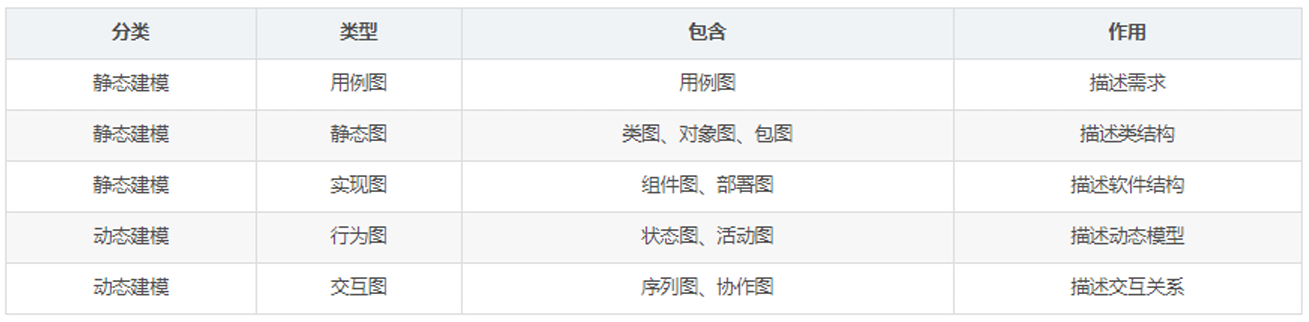 分类 类型 包含 作用
静态建模 用例图 用例图 描述需求
静态建模 静态图 类图、对象图、包图 描述类结构
静态建模 实现图 组件图、部署图 描述软件结构
动态建模 行为图 状态图、活动图 描述动态模型
动态建模 交互图 序列图、协作图 描述交互关系